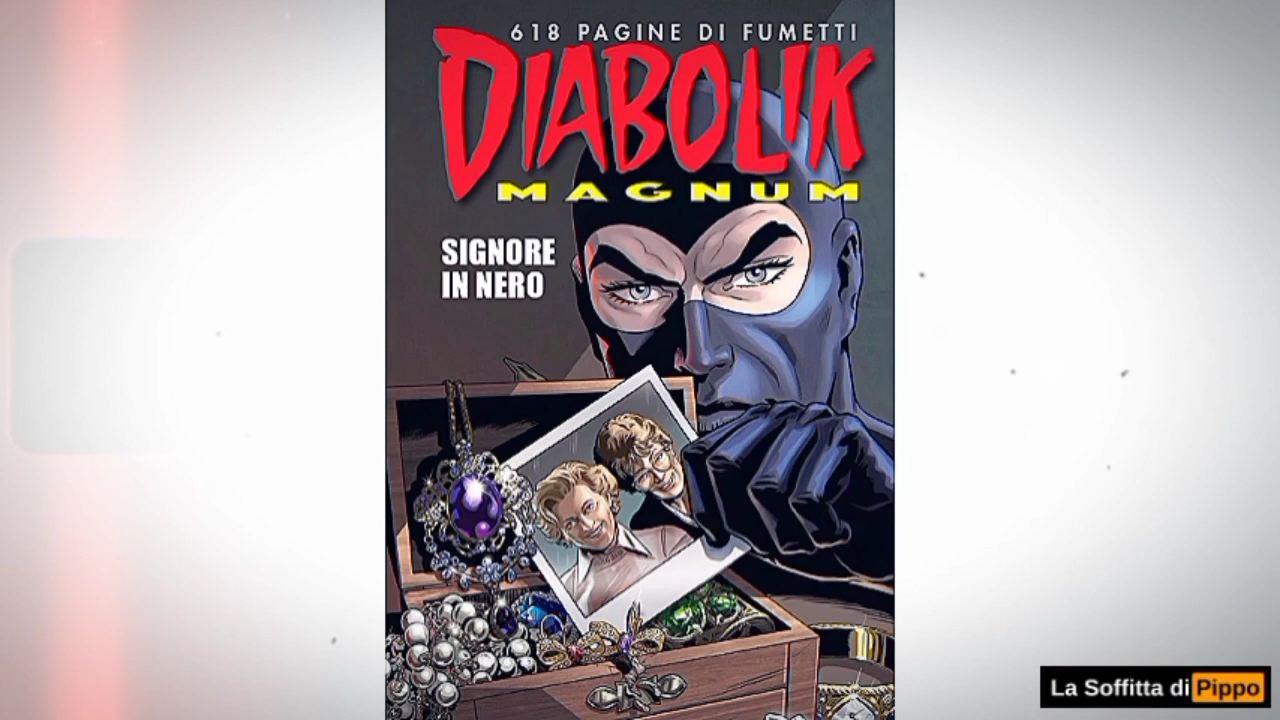 618 PAGINE DI FUMETTI
DIABOLIK
MAGNUM
SIGNORE
IN NERO
La Soffitta di Pippo